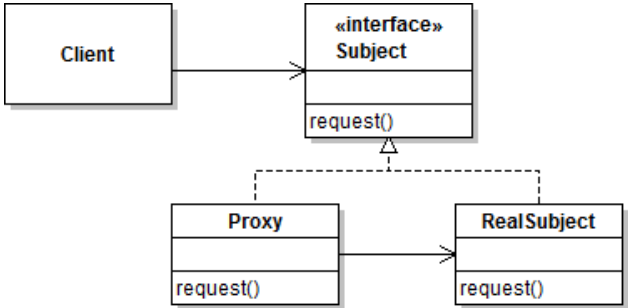 Client
«interface»
Subject
request()
Proxy
request()
RealSubject
request()